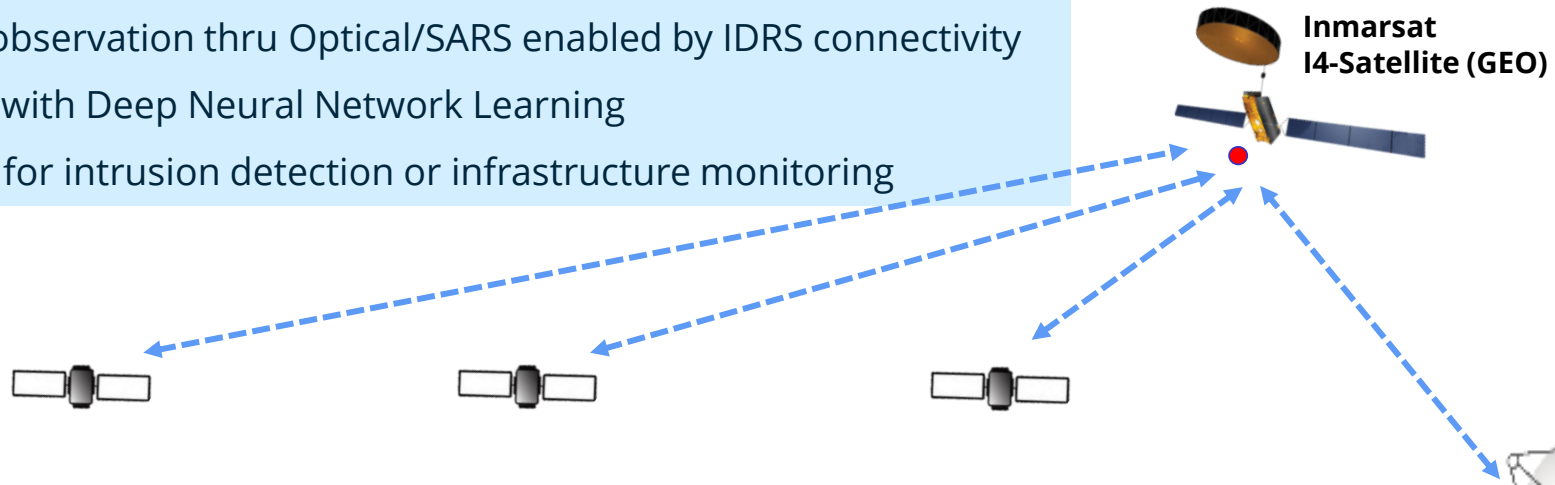 observation thru Optical/SARS enabled by IDRS connectivity
with Deep Neural Network Learning
for intrusion detection or infrastructure monitoring
Inmarsat
I4-Satellite (GEO)